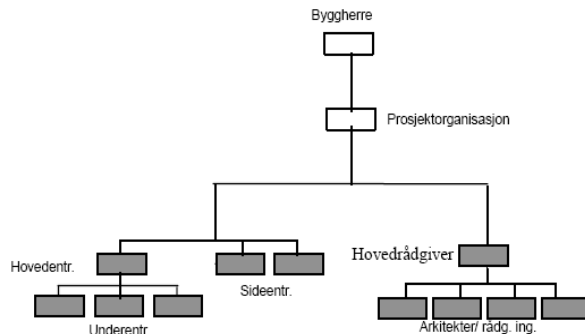 Byggherre
Prosjektorganisasjon
Hovedentr.
Sideentr.
Hovedrådgiver
Underentr.
Arkitekter/ rådg. ing.